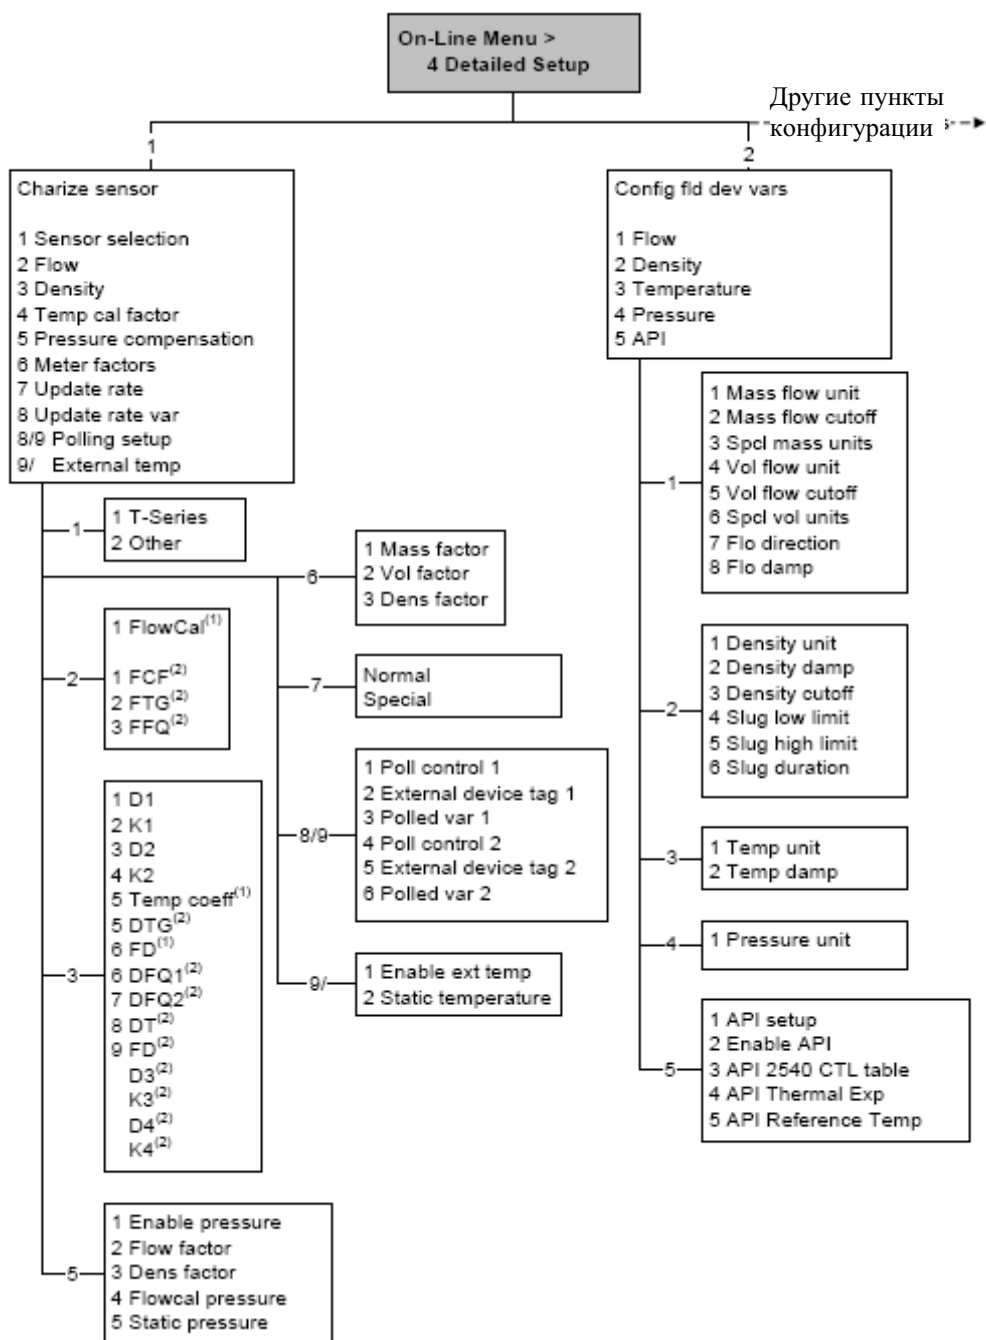 On-Line Menu >
4 Detailed Setup
Другие пункты
конфигурации
1
2
Charize sensor
1 Sensor selection
2 Flow
3 Density
4 Temp cal factor
5 Pressure compensation
6 Meter factors
7 Update rate
8 Update rate var
8/9 Polling setup
9/ External temp
1
1 T-Series
2 Other
2
1 FlowCal(1)
1 FCF(2)
2 FTG(2)
3 FFQ(2)
3
1 D1
2 K1
3 D2
4 K2
5 Temp coeff(1)
5 DTG(2)
6 FD(1)
6 DFQ1(2)
7 DFQ2(2)
8 DT(2)
9 FD(2)
D3(2)
K3(2)
D4(2)
K4(2)
5
1 Enable pressure
2 Flow factor
3 Dens factor
4 Flowcal pressure
5 Static pressure
6
1 Mass factor
2 Vol factor
3 Dens factor
7
Normal
Special
8/9
1 Poll control 1
2 External device tag 1
3 Polled var 1
4 Poll control 2
5 External device tag 2
6 Polled var 2
9/
1 Enable ext temp
2 Static temperature
Config fld dev vars
1 Flow
2 Density
3 Temperature
4 Pressure
5 API
1
1 Mass flow unit
2 Mass flow cutoff
3 Spcl mass units
4 Vol flow unit
5 Vol flow cutoff
6 Spcl vol units
7 Flo direction
8 Flo damp
2
1 Density unit
2 Density damp
3 Density cutoff
4 Slug low limit
5 Slug high limit
6 Slug duration
3
1 Temp unit
2 Temp damp
4
1 Pressure unit
5
1 API setup
2 Enable API
3 API 2540 CTL table
4 API Thermal Exp
5 API Reference Temp